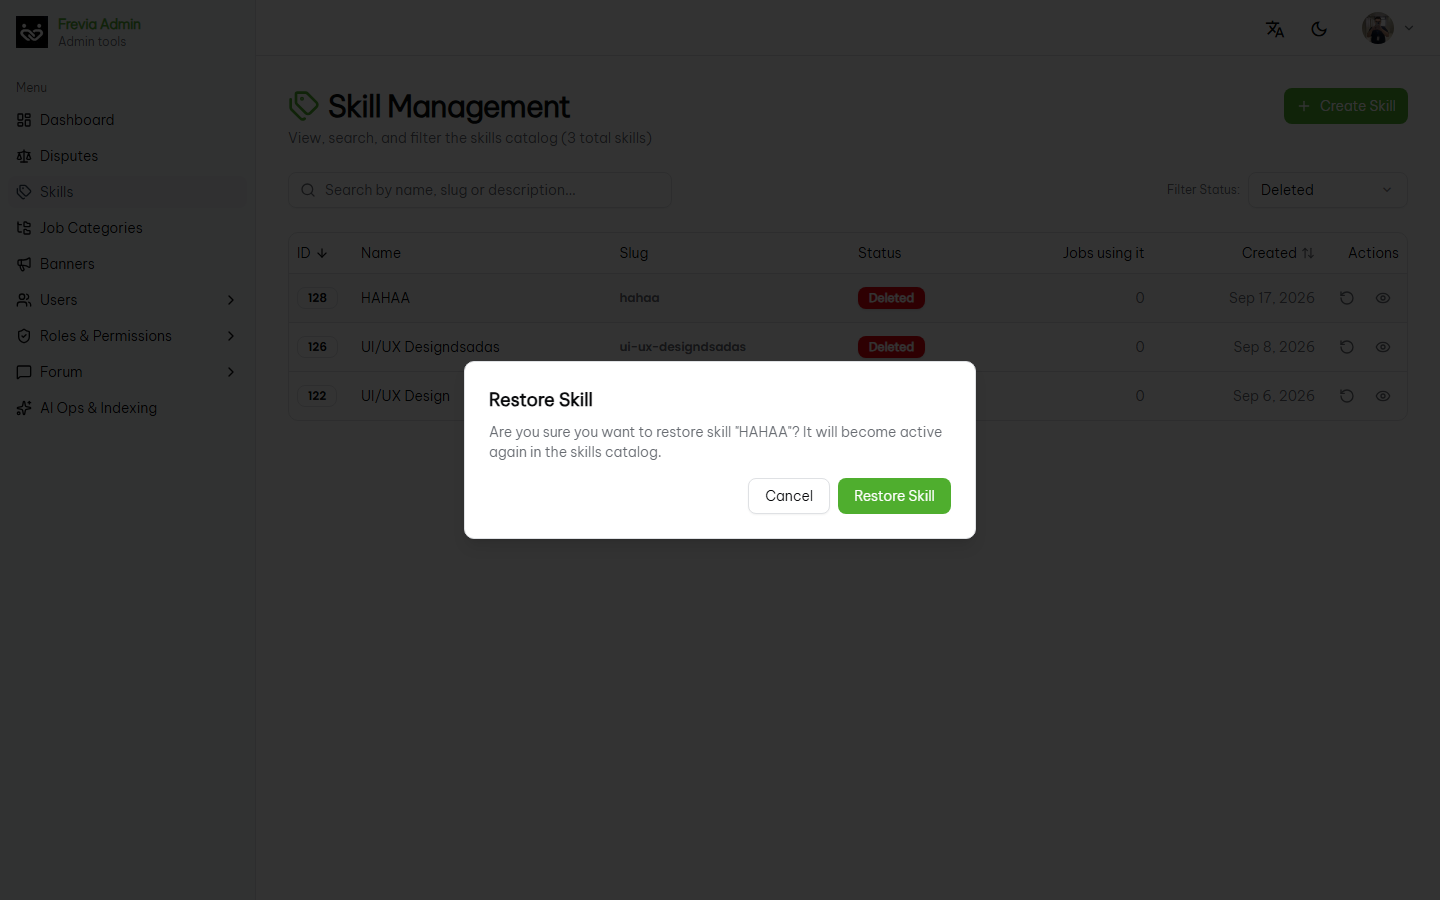 Frevia Admin
Admin tools
Menu
Dashboard
Disputes
Skills
Job Categories
Banners
Users
Roles & Permissions
Forum
AI Ops & Indexing
Skill Management
View, search, and filter the skills catalog (3 total skills)
Create Skill
Search by name, slug or description...
Filter Status: Deleted
ID Name Slug Status Jobs using it Created Actions
128 HAHAA hahaa Deleted 0 Sep 17, 2026
126 UI/UX Designdsadas ui-ux-designdsadas Deleted 0 Sep 8, 2026
122 UI/UX Design 0 Sep 6, 2026
Restore Skill
Are you sure you want to restore skill "HAHAA"? It will become active
again in the skills catalog.
Cancel Restore Skill